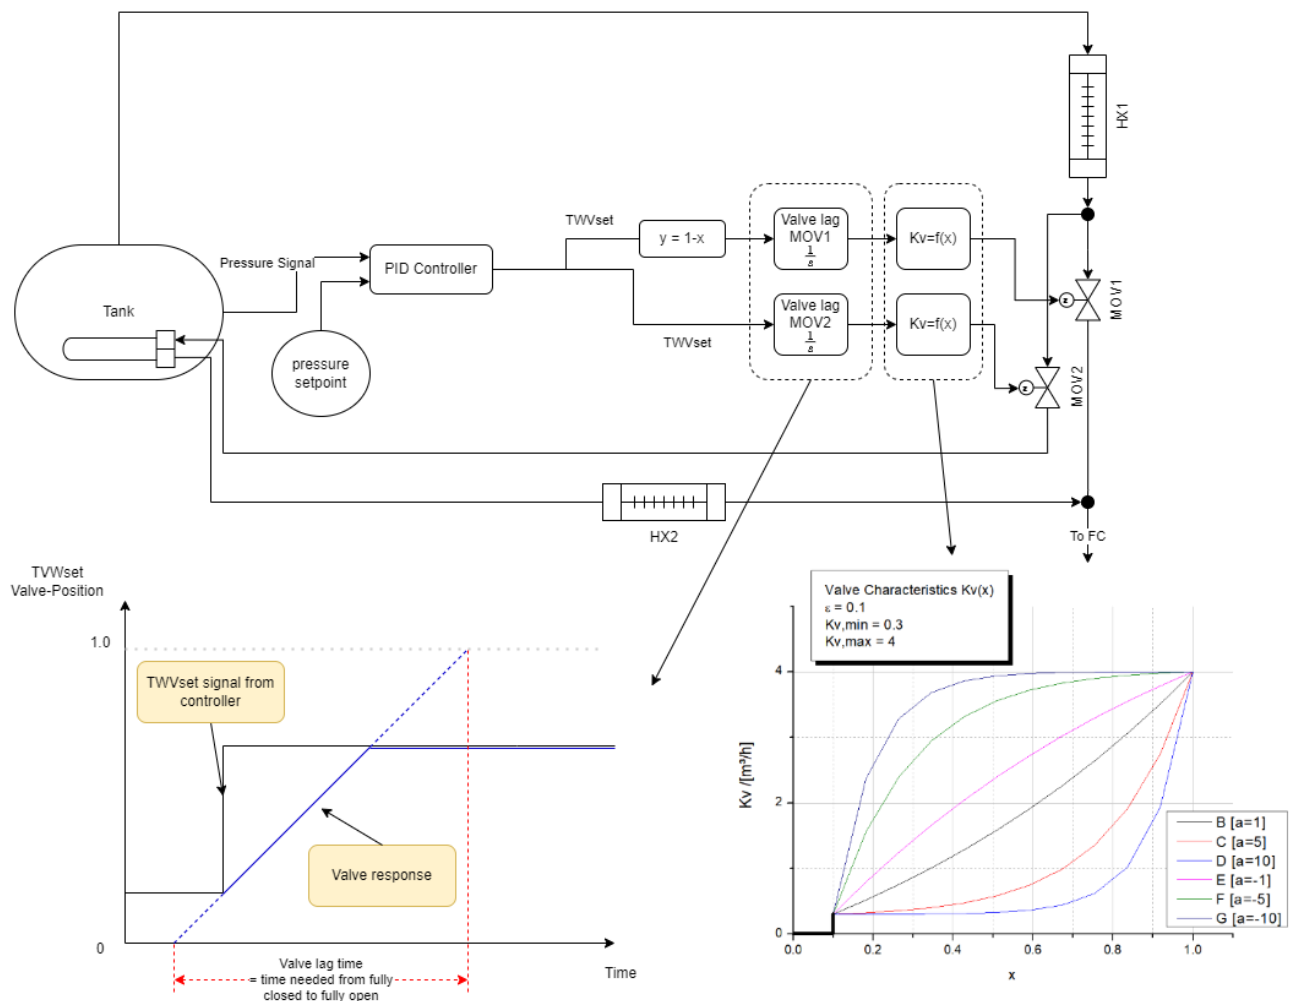 HX1
TWVset
y = 1-x
Valve lag
MOV1
1
s
Kv=f(x)
Pressure Signal
PID Controller
Tank
z
MOV1
Valve lag
MOV2
1
s
Kv=f(x)
TWVset
pressure
setpoint
z
MOV2
HX2
To FC
TVWset
Valve-Position
1.0
TWVset signal from
controller
Valve response
0
Time
Valve lag time
= time needed from fully
closed to fully open
Valve Characteristics Kv(x)
ε = 0.1
Kv,min = 0.3
Kv,max = 4
4
2
0
Kv /[m³/h]
0.0 0.2 0.4 0.6 0.8 1.0
x
B [a=1]
C [a=5]
D [a=10]
E [a=-1]
F [a=-5]
G [a=-10]